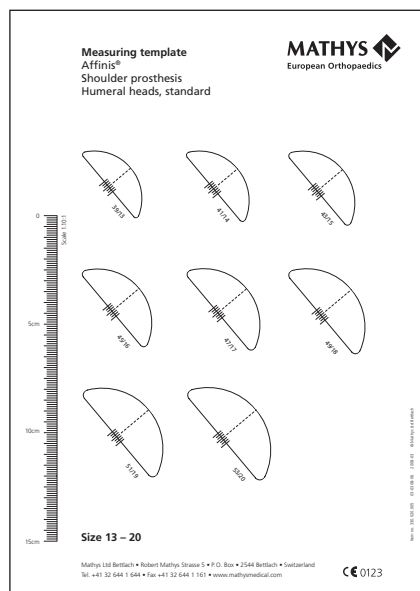 Measuring template
Affinis®
Shoulder prosthesis
Humeral heads, standard
MATHYS
European Orthopaedics
39/13
41/14
43/15
0
Scale 1:10:1
5cm
45/16
47/17
49/18
10cm
51/19
53/20
15cm
Size 13 – 20
Mathys Ltd Bettlach • Robert Mathys Strasse 5 • P.O. Box • 2544 Bettlach • Switzerland
Tel. +41 32 644 1 644 • Fax +41 32 644 1 161 • www.mathysmedical.com
CE 0123